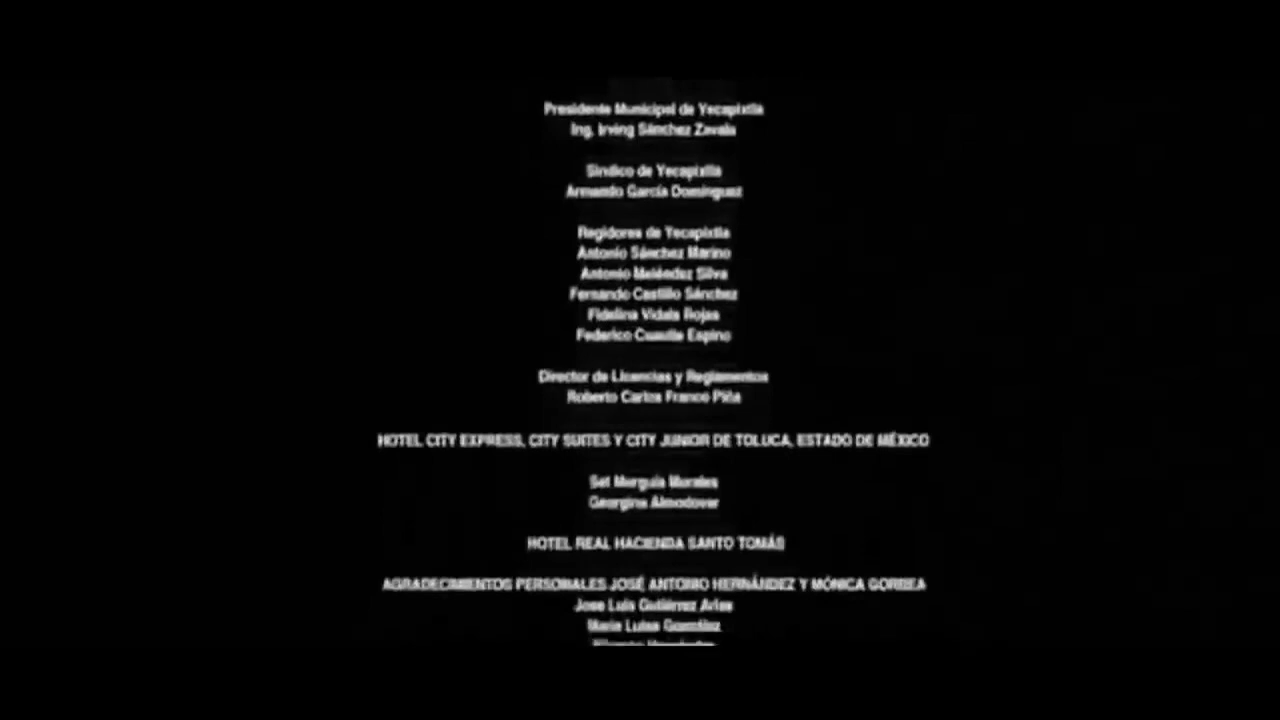 Presidente Municipal de Yecapixtla
Ing. Irving Sánchez Zavala
Síndico de Yecapixtla
Armando García Domínguez
Regidores de Yecapixtla
Antonio Sánchez Marino
Antonio Meléndez Silva
Fernando Castillo Sánchez
Fidelina Vidals Rojas
Federico Cuautle Espino
Director de Licencias y Reglamentos
Roberto Carlos Franco Piña
HOTEL CITY EXPRESS, CITY SUITES Y CITY JUNIOR DE TOLUCA, ESTADO DE MÉXICO
Set Morales
Georgina Almodovar
HOTEL REAL HACIENDA SANTO TOMÁS
AGRADECIMIENTOS PERSONALES JOSÉ ANTONIO HERNÁNDEZ Y MÓNICA GORBEA
Jose Luis Gutiérrez Arias
María Luisa González